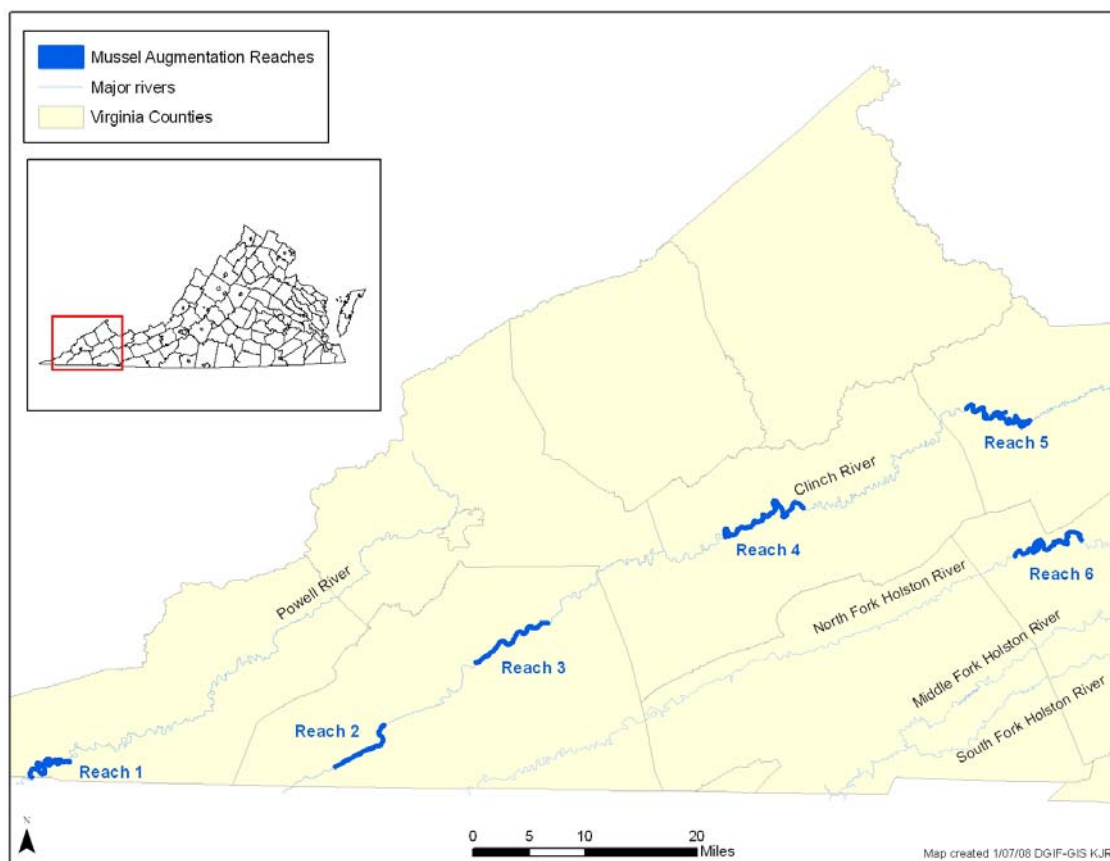 Mussel Augmentation Reaches
Major rivers
Virginia Counties
Reach 5
Clinch River
Reach 4
Reach 6
Powell River
North Fork Holston River
Reach 3
Middle Fork Holston River
Reach 2
South Fork Holston River
Reach 1
N
0 5 10 20
Miles
Map created 1/07/08 DGIF-GIS KJR